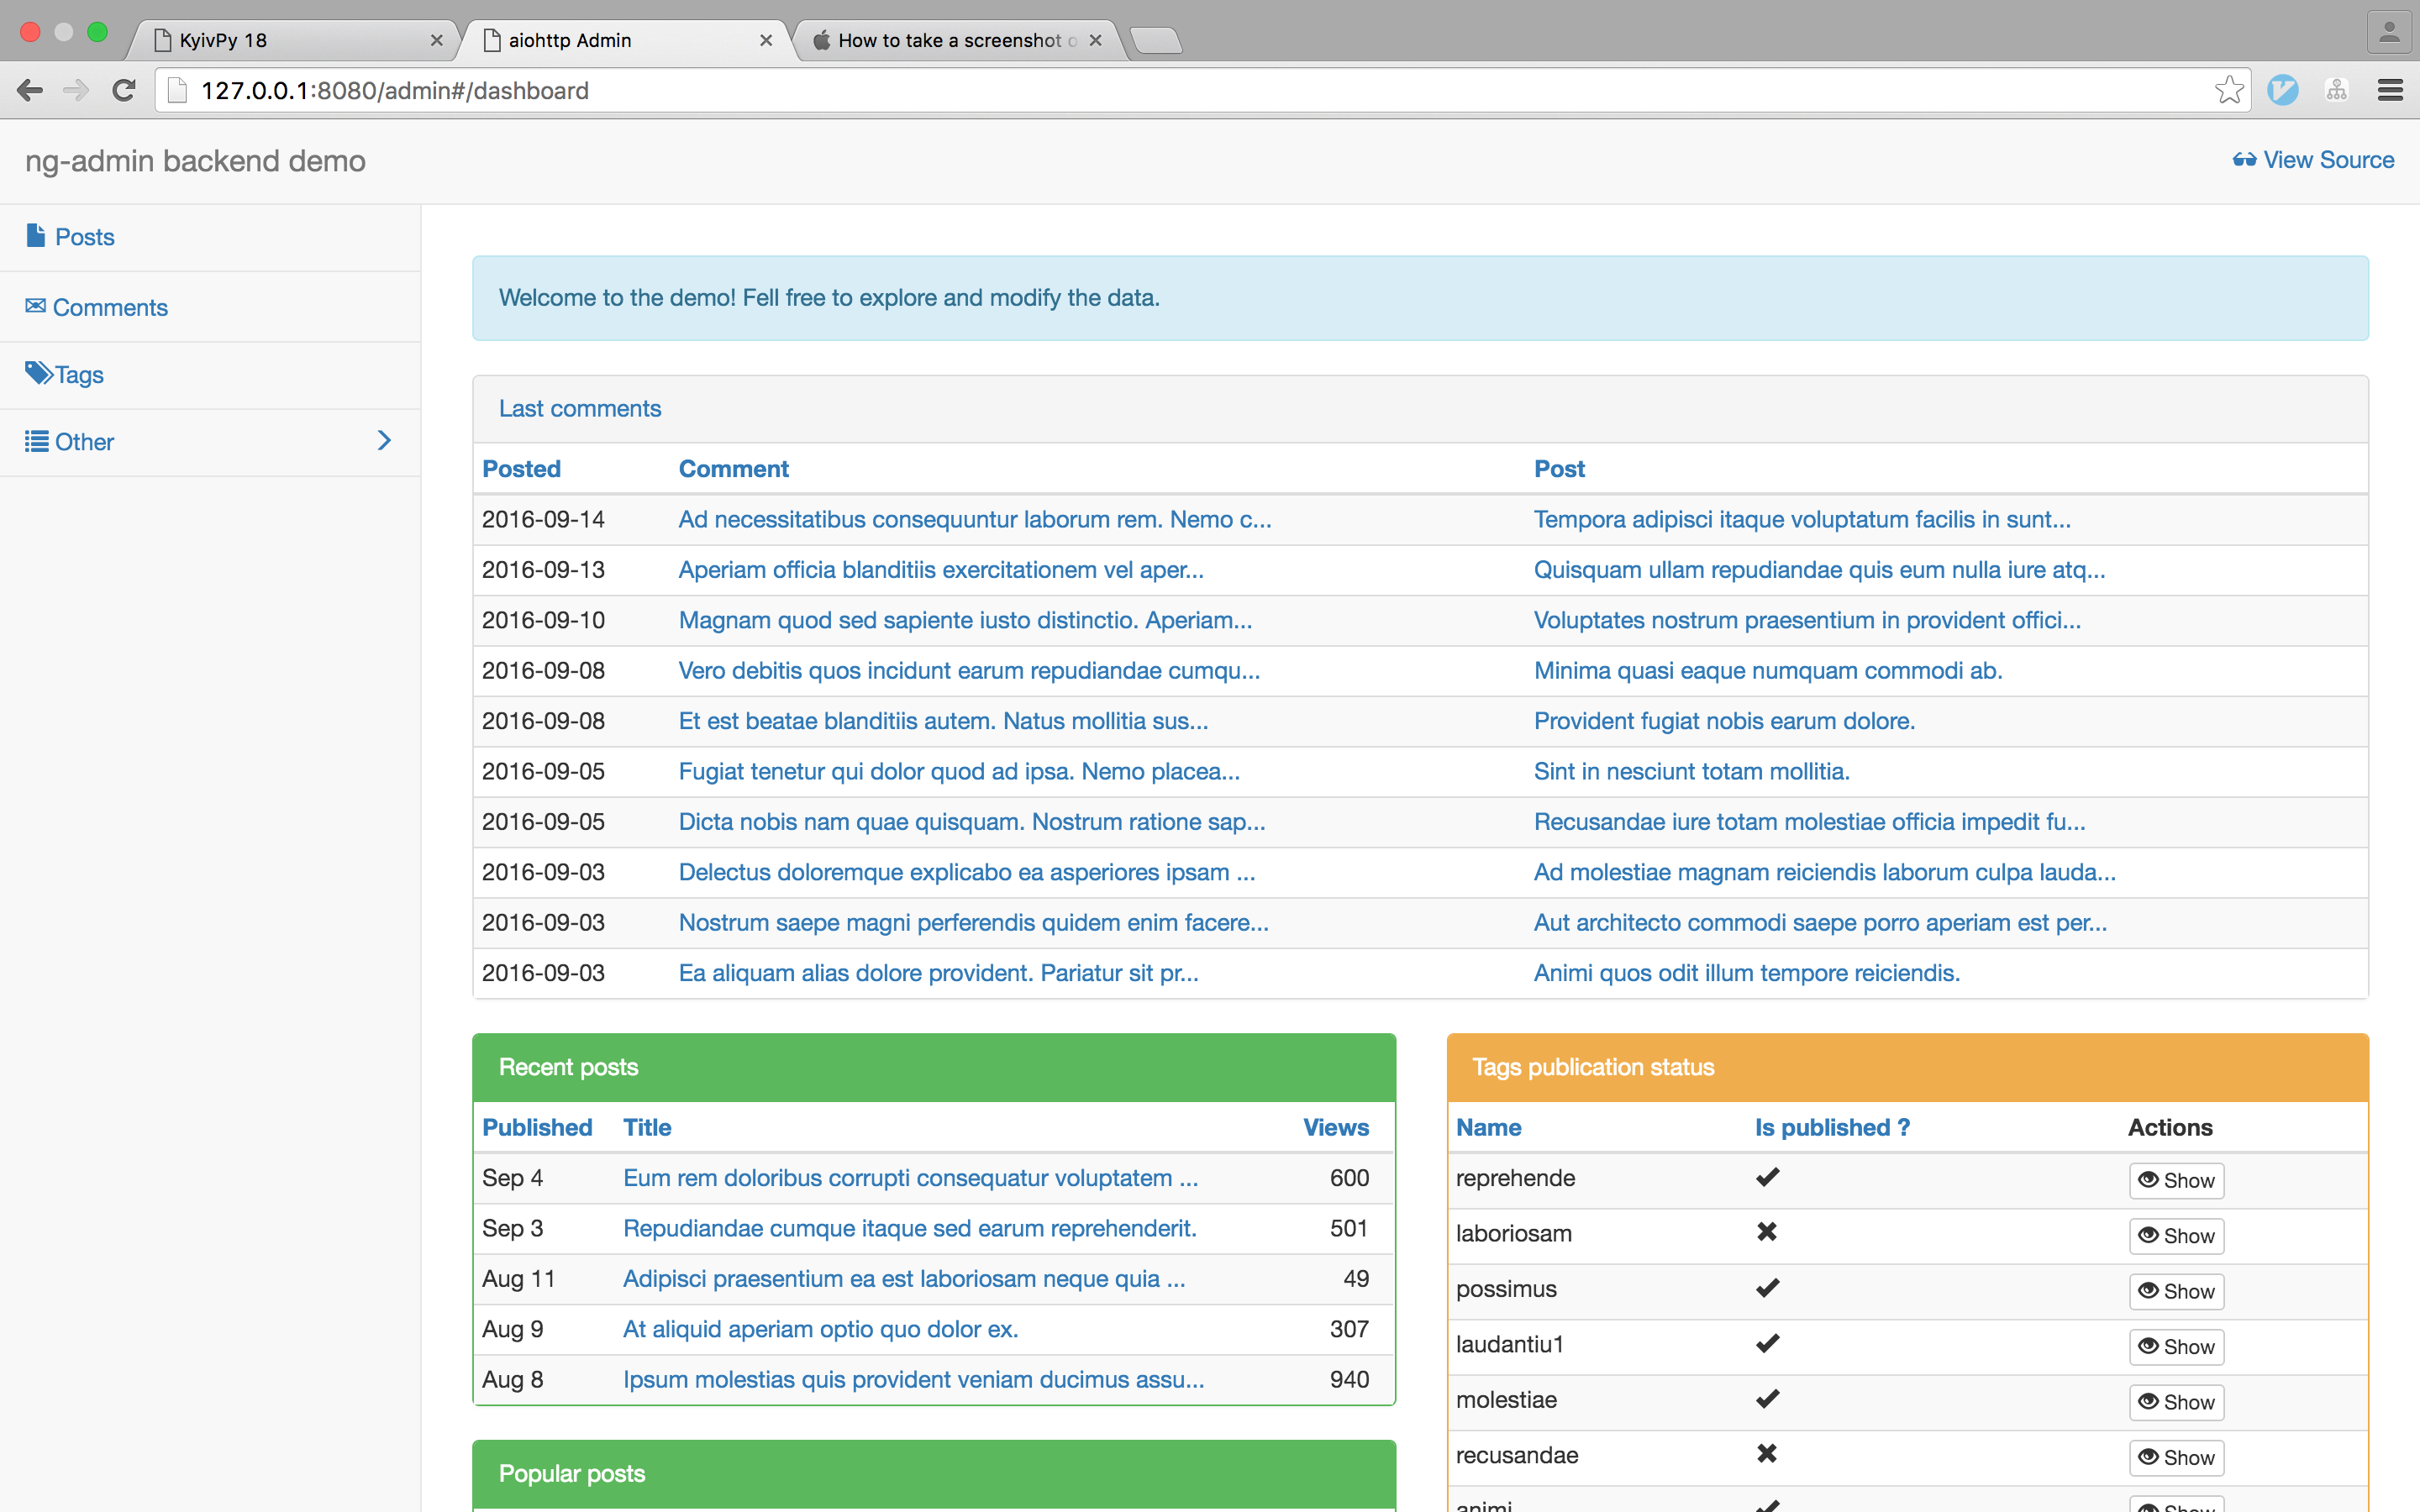 KyivPy 18
aiohttp Admin
How to take a screenshot o
127.0.0.1:8080/admin#/dashboard
ng-admin backend demo
View Source
Posts
Comments
Tags
Other
Welcome to the demo! Fell free to explore and modify the data.
Last comments
Posted Comment Post
2016-09-14 Ad necessitatibus consequuntur laborum rem. Nemo c... Tempora adipisci itaque voluptatum facilis in sunt...
2016-09-13 Aperiam officia blanditiis exercitationem vel aper... Quisquam ullam repudiandae quis eum nulla iure atq...
2016-09-10 Magnam quod sed sapiente iusto distinctio. Aperiam... Voluptates nostrum praesentium in provident offici...
2016-09-08 Vero debitis quos incidunt earum repudiandae cumqu... Minima quasi eaque numquam commodi ab.
2016-09-08 Et est beatae blanditiis autem. Natus mollitia sus... Provident fugiat nobis earum dolore.
2016-09-05 Fugiat tenetur qui dolor quod ad ipsa. Nemo placea... Sint in nesciunt totam mollitia.
2016-09-05 Dicta nobis nam quae quisquam. Nostrum ratione sap... Recusandae iure totam molestiae officia impedit fu...
2016-09-03 Delectus doloremque explicabo ea asperiores ipsam ... Ad molestiae magnam reiciendis laborum culpa lauda...
2016-09-03 Nostrum saepe magni perferendis quidem enim facere... Aut architecto commodi saepe porro aperiam est per...
2016-09-03 Ea aliquam alias dolore provident. Pariatur sit pr... Animi quos odit illum tempore reiciendis.
Recent posts
Published Title Views
Sep 4 Eum rem doloribus corrupti consequatur voluptatem ... 600
Sep 3 Repudiandae cumque itaque sed earum reprehenderit. 501
Aug 11 Adipisci praesentium ea est laboriosam neque quia ... 49
Aug 9 At aliquid aperiam optio quo dolor ex. 307
Aug 8 Ipsum molestias quis provident veniam ducimus assu... 940
Popular posts
Tags publication status
Name Is published ? Actions
reprehende Show
laboriosam Show
possimus Show
laudantiu1 Show
molestiae Show
recusandae Show
animi Show